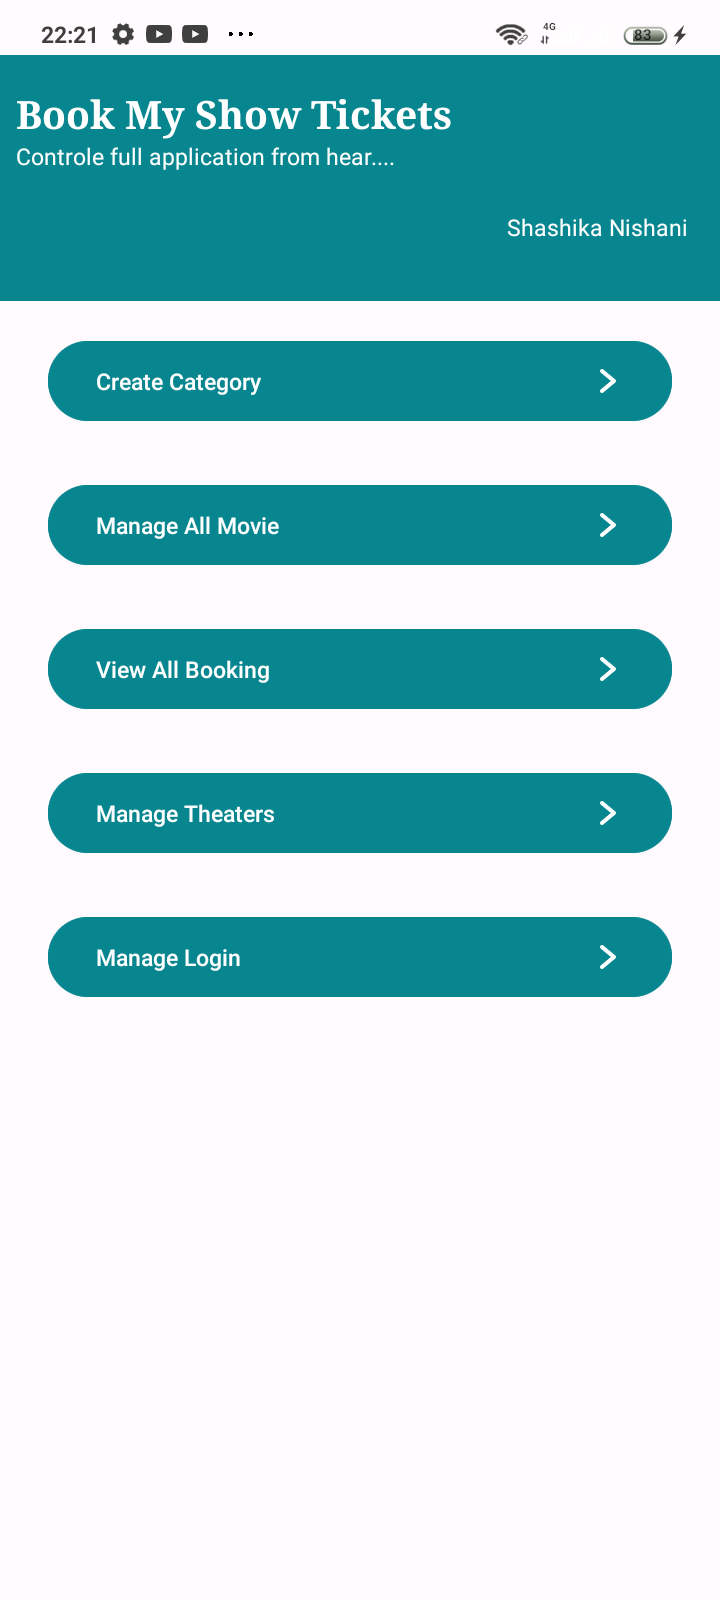 22:21
4G
83
Book My Show Tickets
Controle full application from hear....
Shashika Nishani
Create Category
Manage All Movie
View All Booking
Manage Theaters
Manage Login